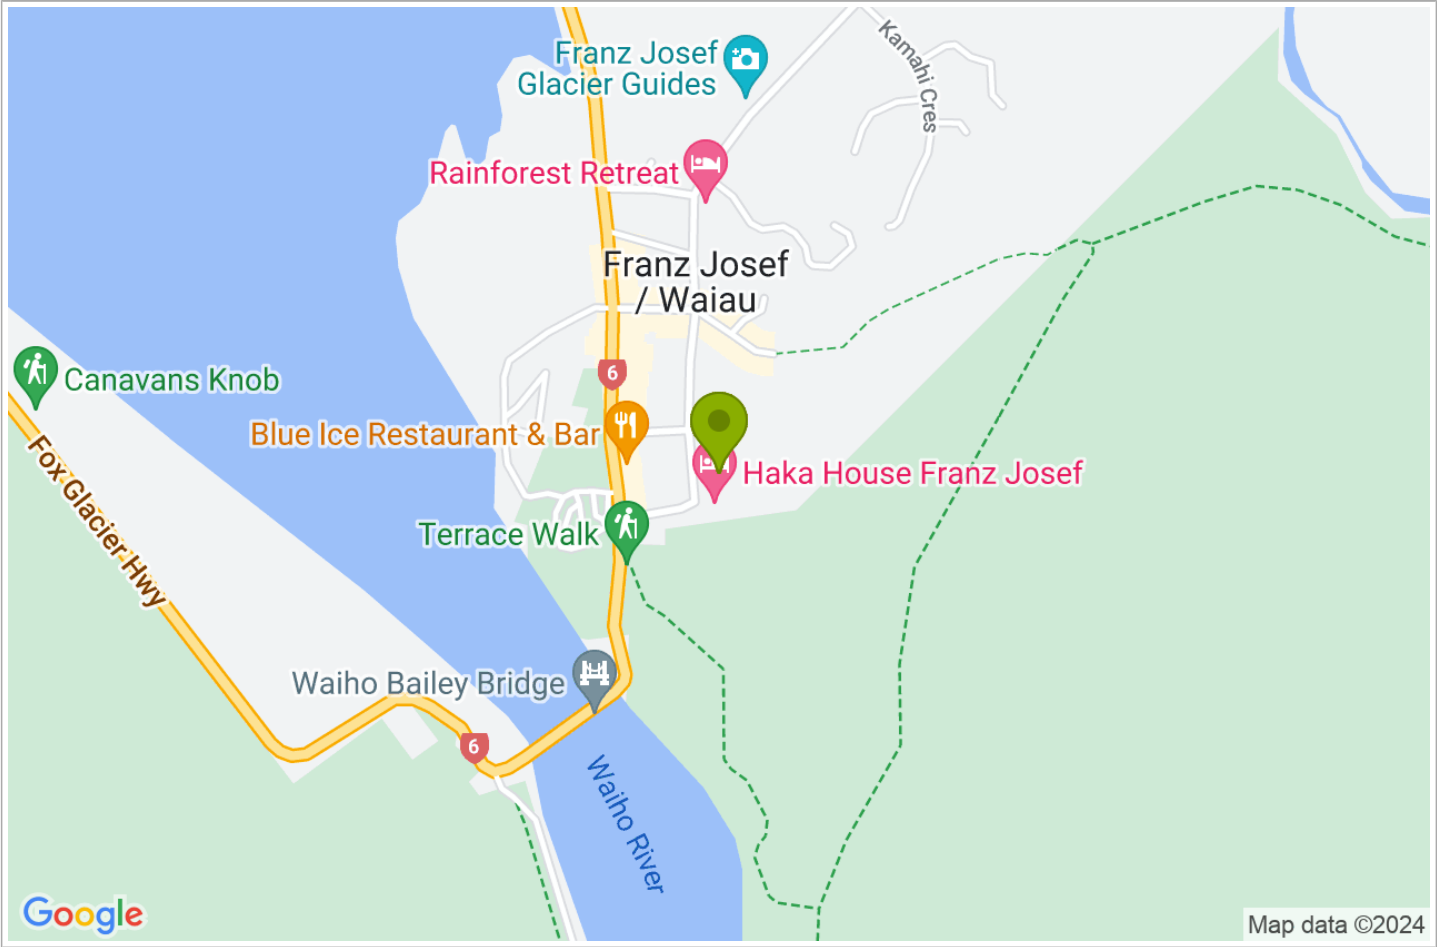 Franz Josef
Glacier Guides
Kamahi Cres
Rainforest Retreat
Franz Josef
/ Waiau
6
Canavans Knob
Blue Ice Restaurant & Bar
Haka House Franz Josef
Fox Glacier Hwy
Terrace Walk
Waiho Bailey Bridge
6
Waiho River
Google
Map data ©2024